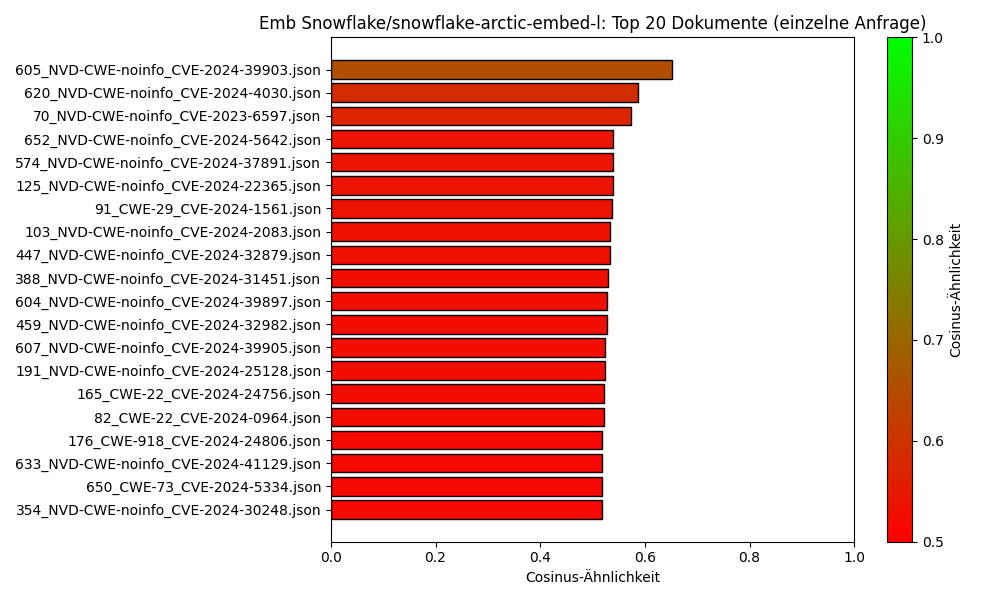 Emb Snowflake/snowflake-arctic-embed-l: Top 20 Dokumente (einzelne Anfrage)
605_NVD-CWE-noinfo_CVE-2024-39903.json
620_NVD-CWE-noinfo_CVE-2024-4030.json
70_NVD-CWE-noinfo_CVE-2023-6597.json
652_NVD-CWE-noinfo_CVE-2024-5642.json
574_NVD-CWE-noinfo_CVE-2024-37891.json
125_NVD-CWE-noinfo_CVE-2024-22365.json
91_CWE-29_CVE-2024-1561.json
103_NVD-CWE-noinfo_CVE-2024-2083.json
447_NVD-CWE-noinfo_CVE-2024-32879.json
388_NVD-CWE-noinfo_CVE-2024-31451.json
604_NVD-CWE-noinfo_CVE-2024-39897.json
459_NVD-CWE-noinfo_CVE-2024-32982.json
607_NVD-CWE-noinfo_CVE-2024-39905.json
191_NVD-CWE-noinfo_CVE-2024-25128.json
165_CWE-22_CVE-2024-24756.json
82_CWE-22_CVE-2024-0964.json
176_CWE-918_CVE-2024-24806.json
633_NVD-CWE-noinfo_CVE-2024-41129.json
650_CWE-73_CVE-2024-5334.json
354_NVD-CWE-noinfo_CVE-2024-30248.json
0.0 0.2 0.4 0.6 0.8 1.0
Cosinus-Ähnlichkeit
1.0
0.9
0.8
0.7
0.6
0.5
Cosinus-Ähnlichkeit